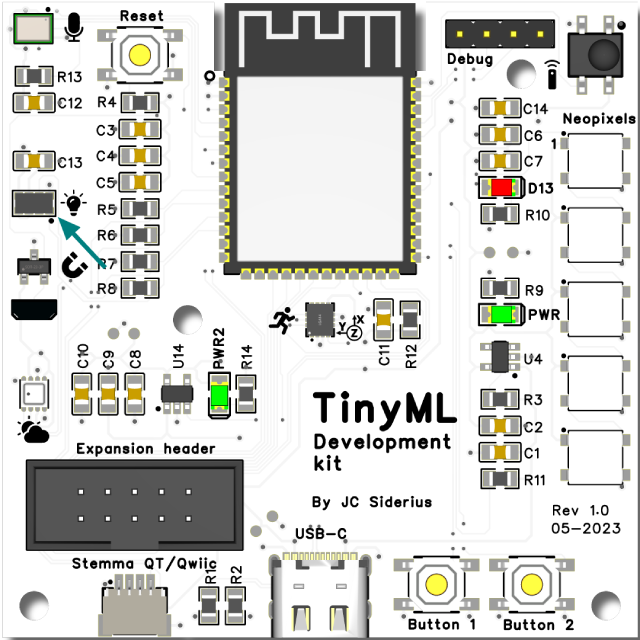 Reset
Debug
R13
C12
R4
C3
C4
C5
R5
R6
R7
R8
C13
C14
C6
C7
D13
R10
Neopixels
1
R9
PWR
U4
R3
C2
C1
R11
X
Y
Z
C11
R12
C10
C9
C8
U14
PWR2
R14
TinyML
Development
kit
By JC Siderius
Expansion header
Rev 1.0
05-2023
USB-C
Stemma QT/Qwiic
R1
R2
Button 1
Button 2